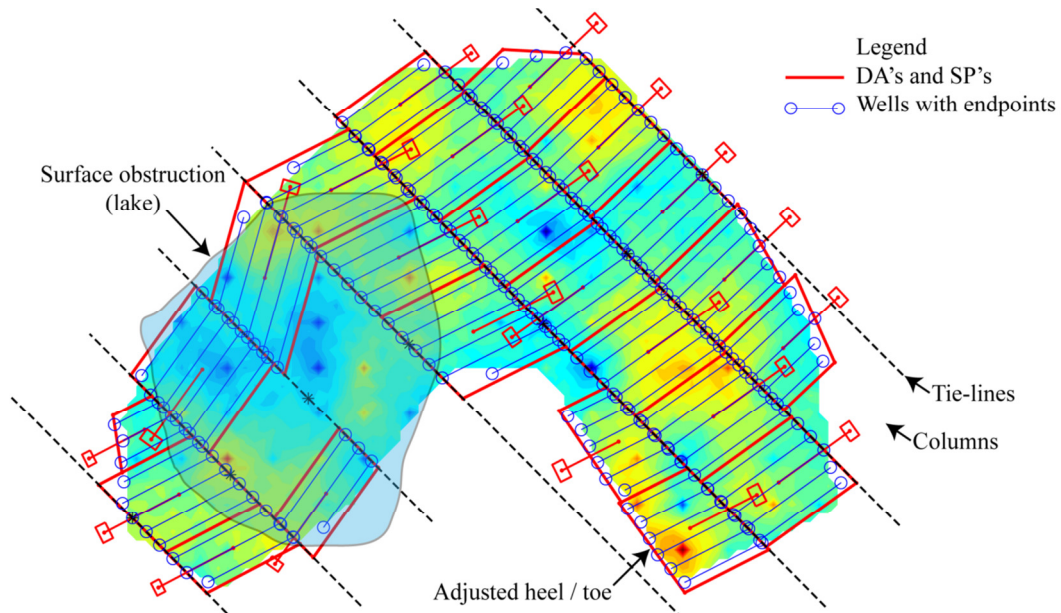 Legend
DA's and SP's
Wells with endpoints
Surface obstruction
(lake)
Tie-lines
Columns
Adjusted heel / toe